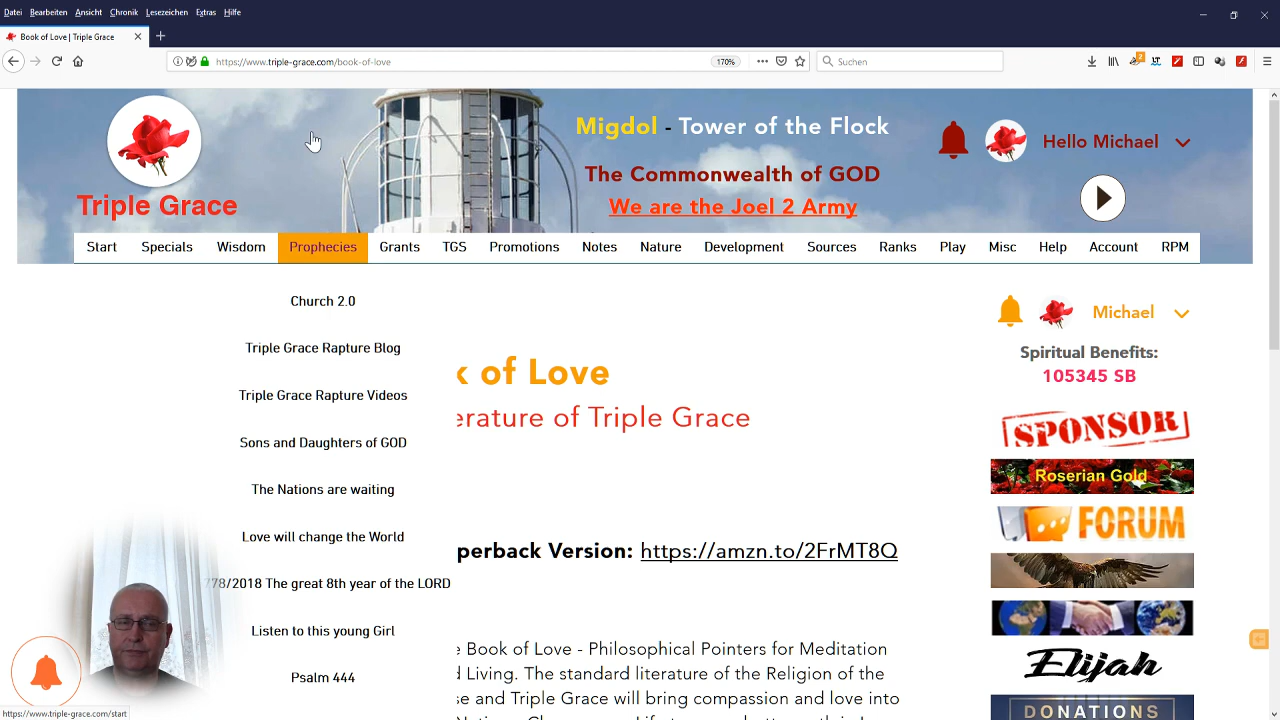 Datei Bearbeiten Ansicht Chronik Lesezeichen Extras Hilfe
Book of Love | Triple Grace
https://www.triple-grace.com/book-of-love
170%
Suchen
2
Migdol - Tower of the Flock
The Commonwealth of GOD
We are the Joel 2 Army
Hello Michael
Triple Grace
Start Specials Wisdom Prophecies Grants TGS Promotions Notes Nature Development Sources Ranks Play Misc Help Account RPM
Church 2.0
Triple Grace Rapture Blog
Triple Grace Rapture Videos
Sons and Daughters of GOD
The Nations are waiting
Love will change the World
78/2018 The great 8th year of the LORD
Listen to this young Girl
Psalm 444
k of Love
erature of Triple Grace
perback Version: https://amzn.to/2FrMT8Q
e Book of Love - Philosophical Pointers for Meditation
d Living. The standard literature of the Religion of the
se and Triple Grace will bring compassion and love into
Michael
Spiritual Benefits:
105345 SB
SPONSOR
Roserian Gold
FORUM
Elijah
DONATIONS
https://www.triple-grace.com/start